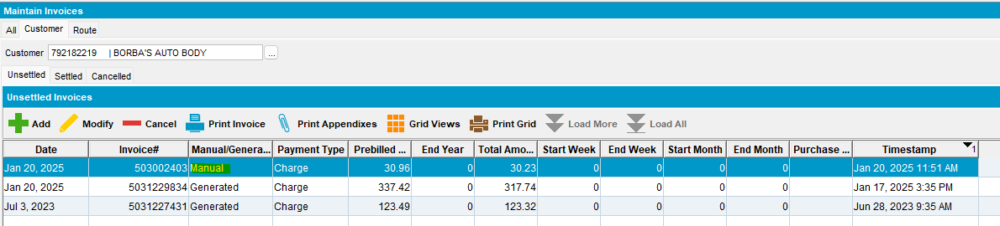 Maintain Invoices
All Customer Route
Customer 792182219 | BORBA'S AUTO BODY ...
Unsettled Settled Cancelled
Unsettled Invoices
Add Modify Cancel Print Invoice Print Appendixes Grid Views Print Grid Load More Load All
Date Invoice# Manual/Genera... Payment Type Prebilled ... End Year Total Amo... Start Week End Week Start Month End Month Purchase ... Timestamp 1
Jan 20, 2025 503002403 Manual Charge 30.96 0 30.23 0 0 0 0 Jan 20, 2025 11:51 AM
Jan 20, 2025 5031229834 Generated Charge 337.42 0 317.74 0 0 0 0 Jan 17, 2025 3:35 PM
Jul 3, 2023 5031227431 Generated Charge 123.49 0 123.32 0 0 0 0 Jun 28, 2023 9:35 AM